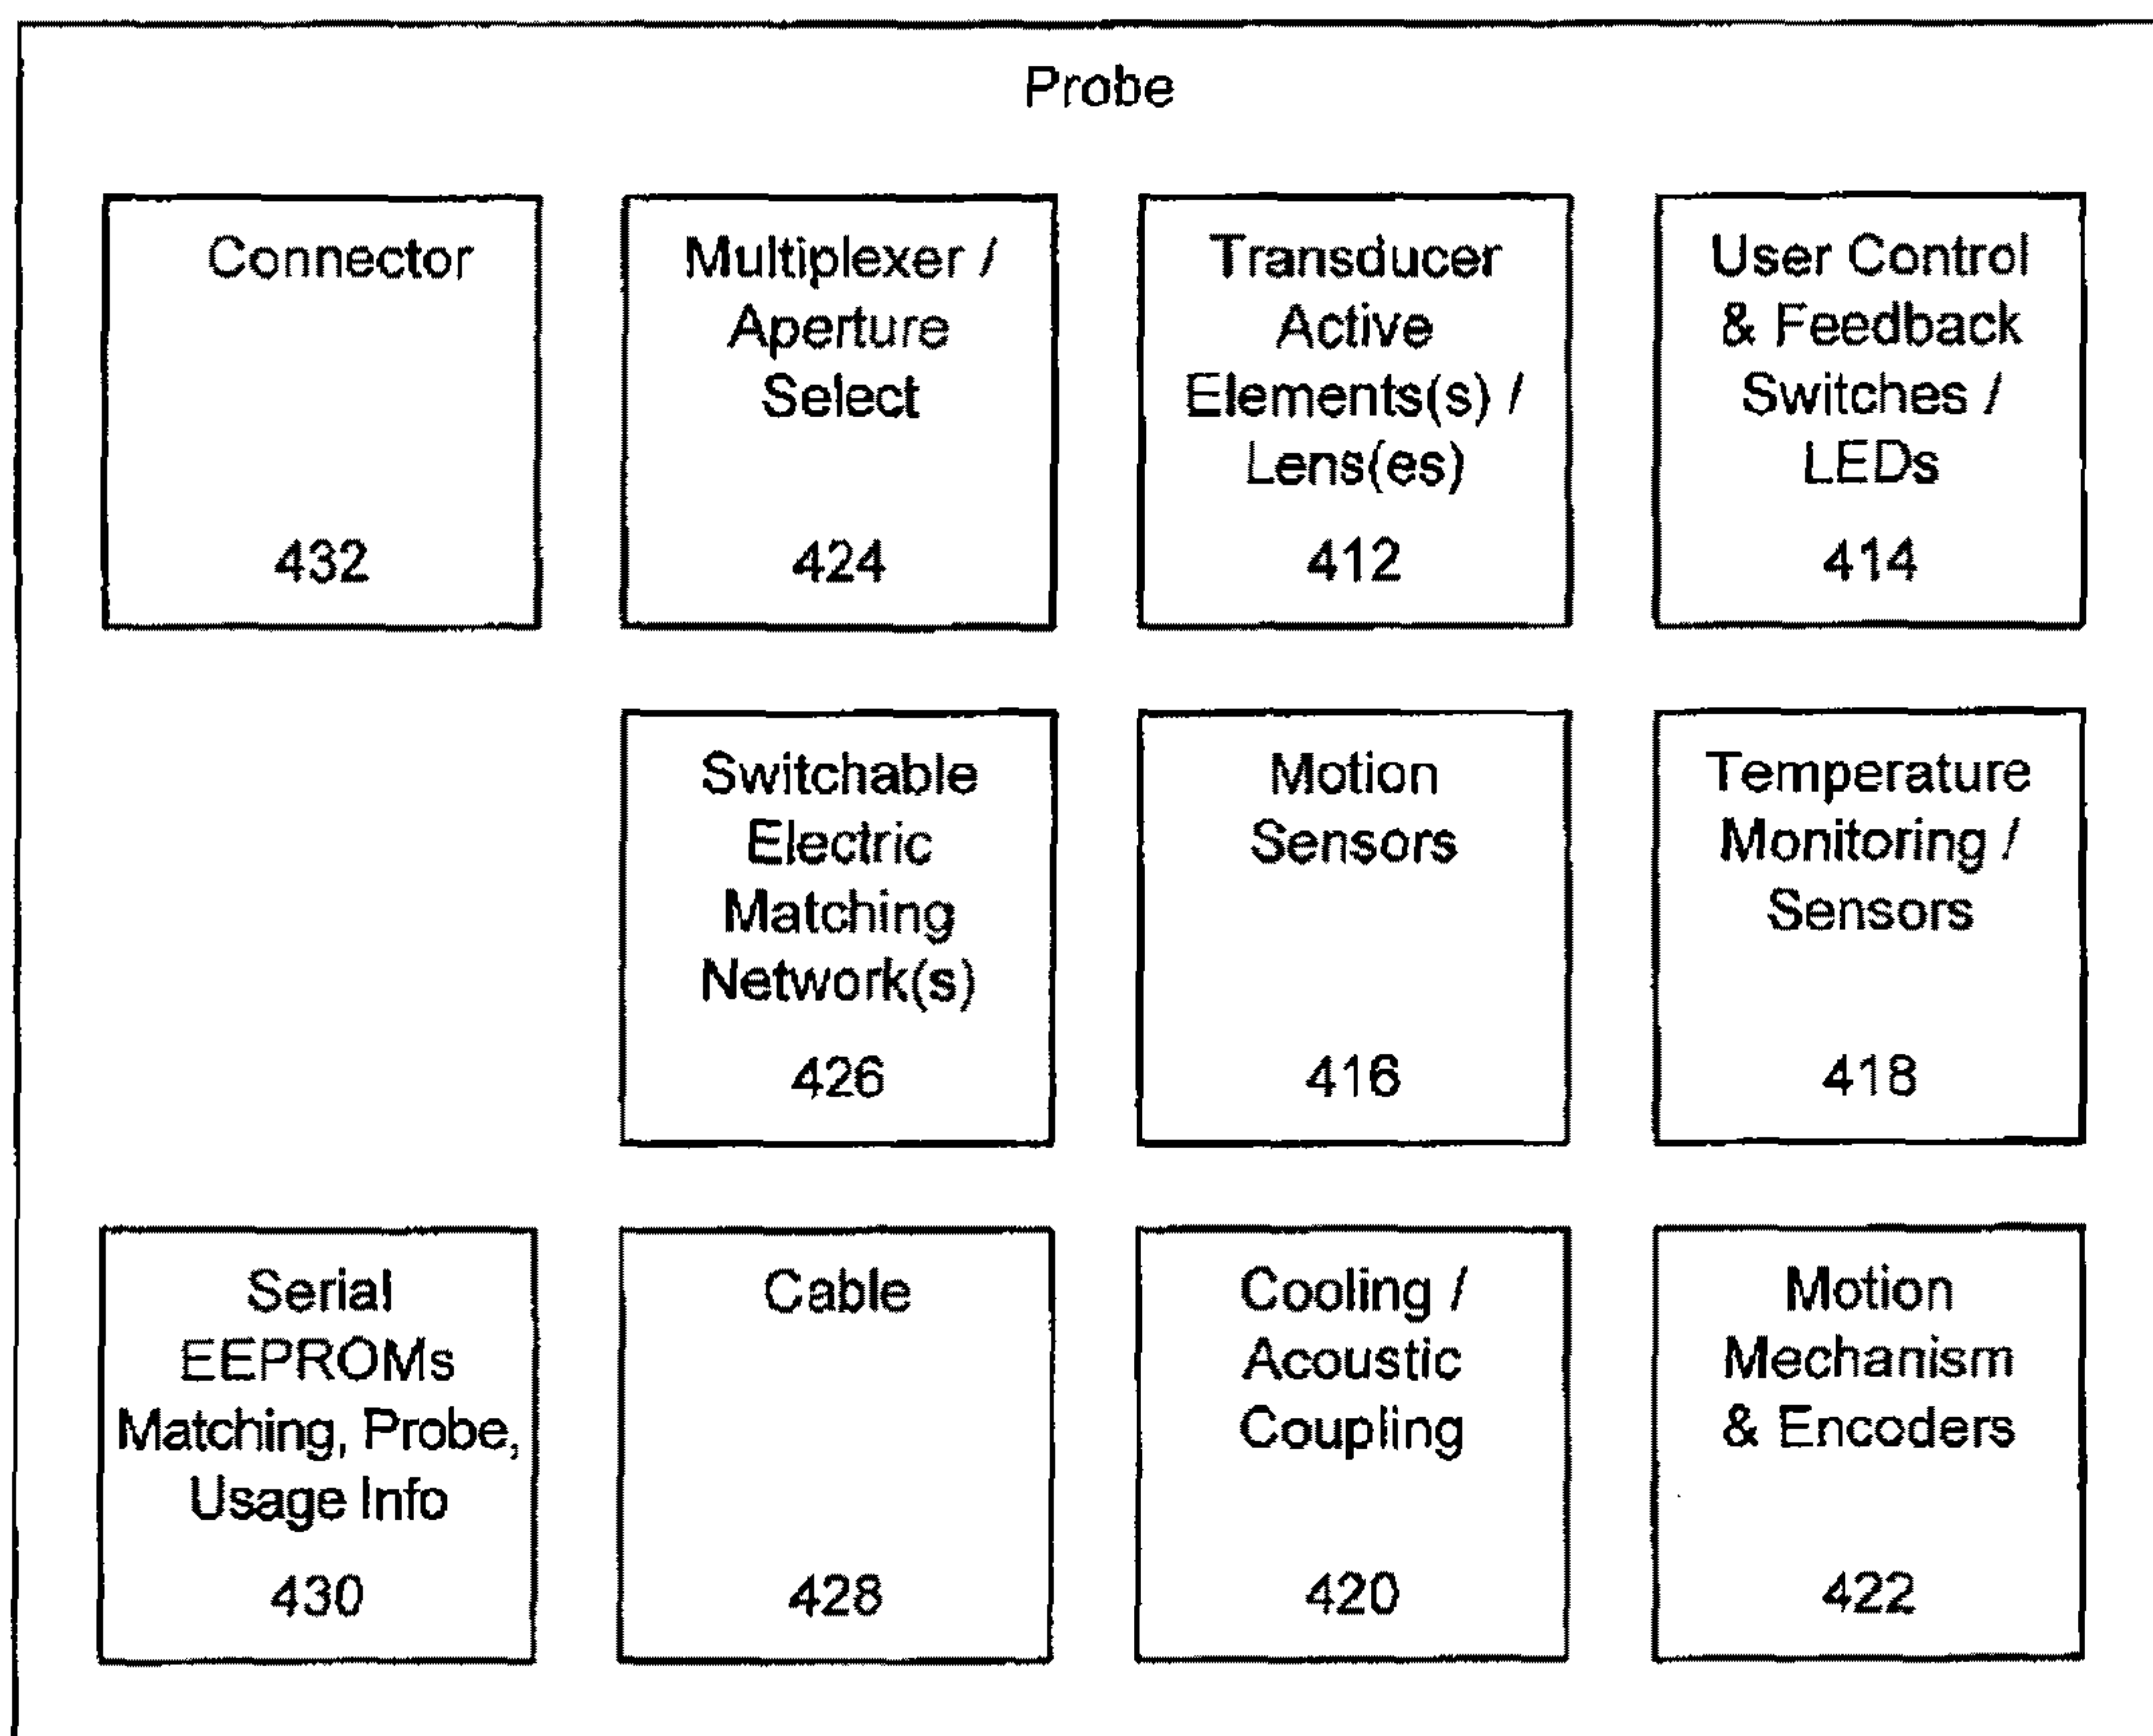 Probe
Connector
432
Multiplexer /
Aperture
Select
424
Transducer
Active
Elements(s) /
Lens(es)
412
User Control
& Feedback
Switches /
LEDs
414
Switchable
Electric
Matching
Network(s)
426
Motion
Sensors
416
Temperature
Monitoring /
Sensors
418
Serial
EEPROMs
Matching, Probe,
Usage Info
430
Cable
428
Cooling /
Acoustic
Coupling
420
Motion
Mechanism
& Encoders
422